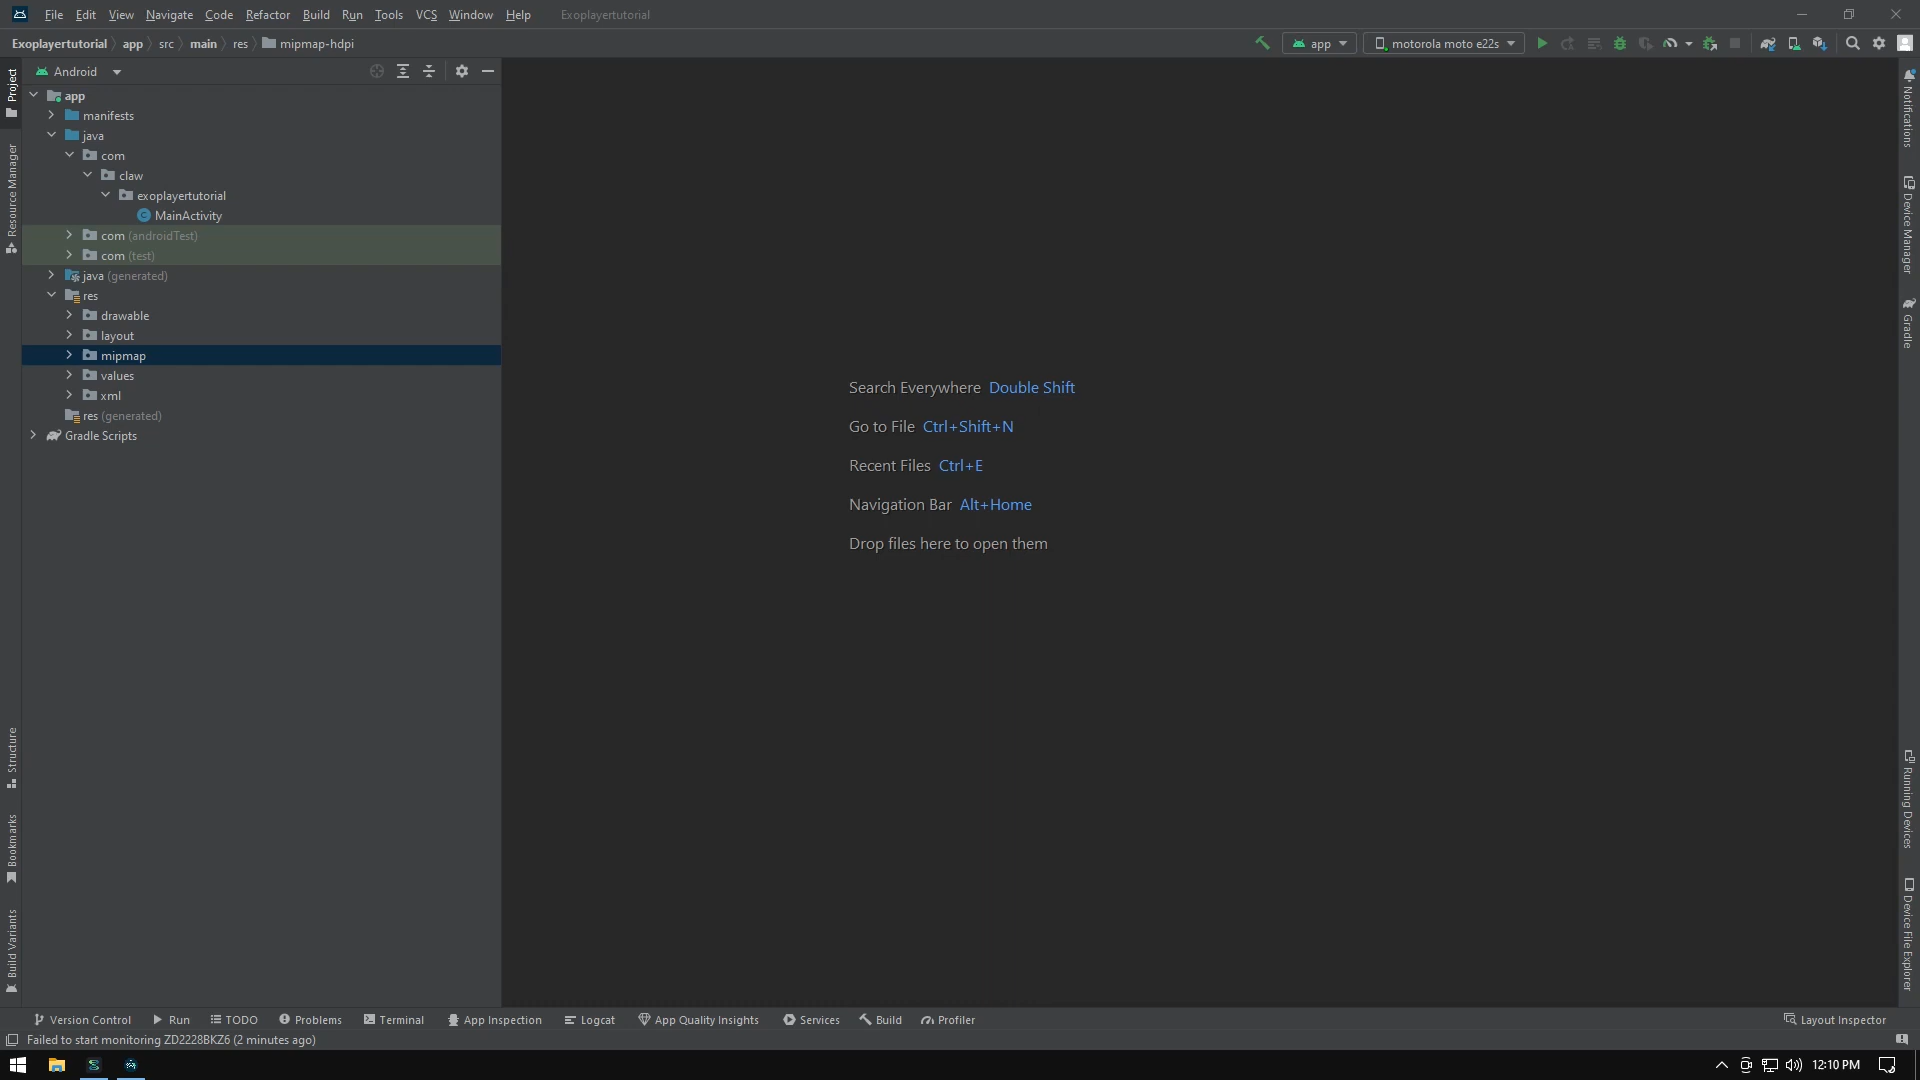 File Edit View Navigate Code Refactor Build Run Tools VCS Window Help Exoplayertutorial
Exoplayertutorial app src main res mipmap-hdpi app motorola moto e22s
Android
Project
Resource Manager
app
manifests
java
com
claw
exoplayertutorial
MainActivity
com (androidTest)
com (test)
java (generated)
res
drawable
layout
mipmap
values
xml
res (generated)
Gradle Scripts
Search Everywhere Double Shift
Go to File Ctrl+Shift+N
Recent Files Ctrl+E
Navigation Bar Alt+Home
Drop files here to open them
Notifications
Device Manager
Gradle
Structure
Bookmarks
Build Variants
Running Devices
Device File Explorer
Version Control Run TODO Problems Terminal App Inspection Logcat App Quality Insights Services Build Profiler Layout Inspector
Failed to start monitoring ZD2228BKZ6 (2 minutes ago)
12:10 PM